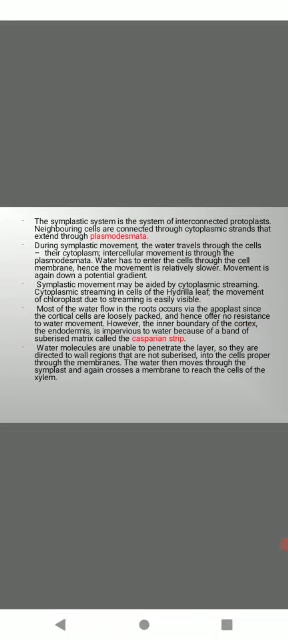 The symplastic system is the system of interconnected protoplasts.
Neighbouring cells are connected through cytoplasmic strands that
extend through plasmodesmata.
During symplastic movement, the water travels through the cells
– their cytoplasm; intercellular movement is through the
plasmodesmata. Water has to enter the cells through the cell
membrane, hence the movement is relatively slower. Movement is
again down a potential gradient.
Symplastic movement may be aided by cytoplasmic streaming.
Cytoplasmic streaming in cells of the Hydrilla leaf; the movement
of chloroplast due to streaming is easily visible.
Most of the water flow in the roots occurs via the apoplast since
the cortical cells are loosely packed, and hence offer no resistance
to water movement. However, the inner boundary of the cortex,
the endodermis, is impervious to water because of a band of
suberised matrix called the casparian strip.
Water molecules are unable to penetrate the layer, so they are
directed to wall regions that are not suberised, into the cells proper
through the membranes. The water then moves through the
symplast and again crosses a membrane to reach the cells of the
xylem.